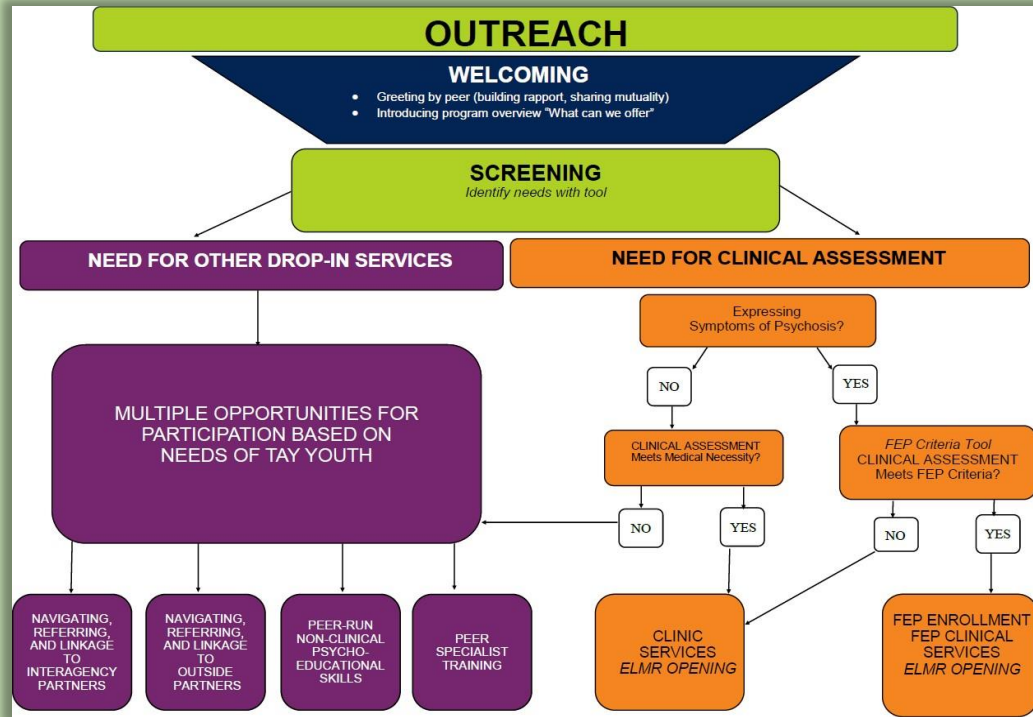 OUTREACH
WELCOMING
• Greeting by peer (building rapport, sharing mutuality)
• Introducing program overview "What can we offer"
SCREENING
Identify needs with tool
NEED FOR OTHER DROP-IN SERVICES
NEED FOR CLINICAL ASSESSMENT
Expressing
Symptoms of Psychosis?
NO
YES
MULTIPLE OPPORTUNITIES FOR
PARTICIPATION BASED ON
NEEDS OF TAY YOUTH
CLINICAL ASSESSMENT
Meets Medical Necessity?
FEP Criteria Tool
CLINICAL ASSESSMENT
Meets FEP Criteria?
NO
YES
NO
YES
NAVIGATING,
REFERRING,
AND LINKAGE
TO
INTERAGENCY
PARTNERS
NAVIGATING,
REFERRING,
AND LINKAGE
TO
OUTSIDE
PARTNERS
PEER-RUN
NON-CLINICAL
PSYCHO-
EDUCATIONAL
SKILLS
PEER
SPECIALIST
TRAINING
CLINIC
SERVICES
ELMR OPENING
FEP ENROLLMENT
FEP CLINICAL
SERVICES
ELMR OPENING